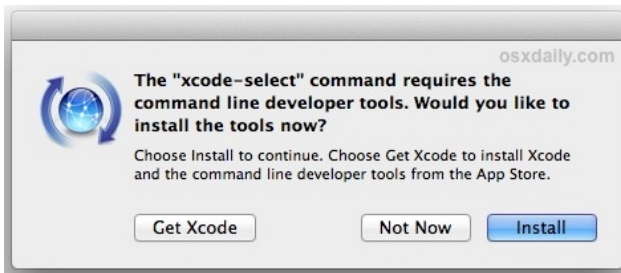 osxdaily.com
The "xcode-select" command requires the
command line developer tools. Would you like to
install the tools now?
Choose Install to continue. Choose Get Xcode to install Xcode
and the command line developer tools from the App Store.
Get Xcode
Not Now
Install